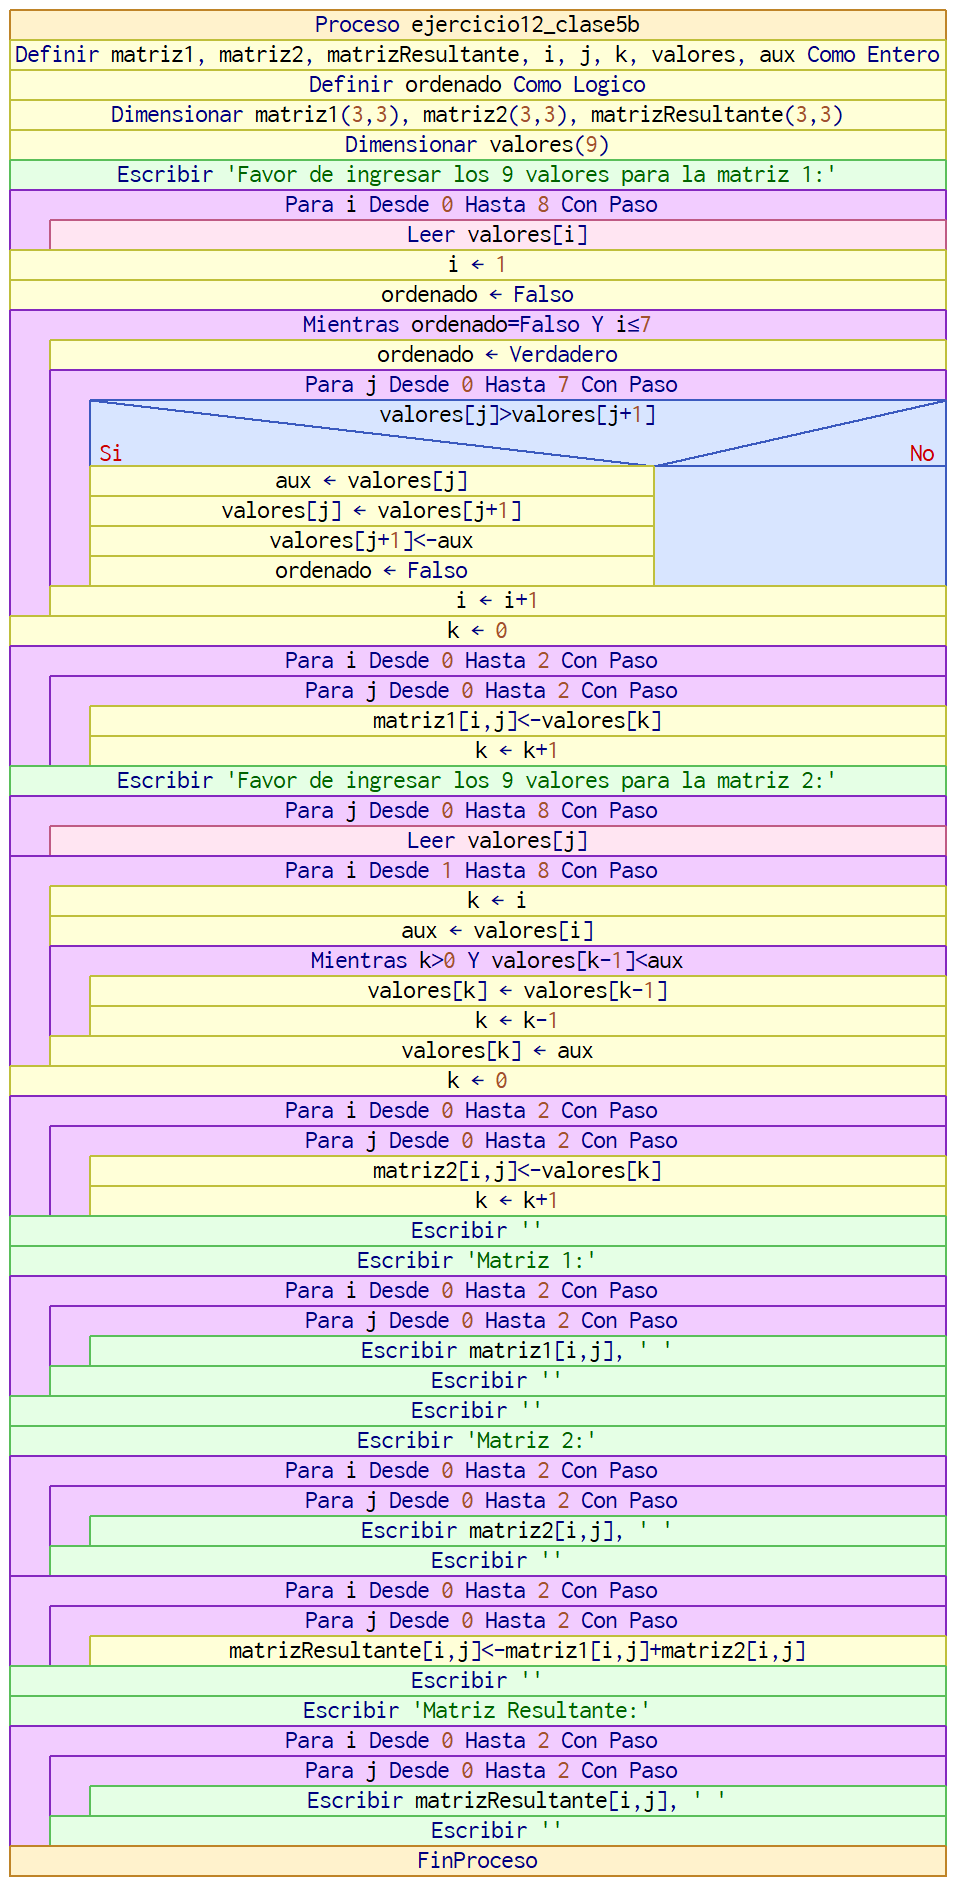 Proceso ejercicio12_clase5b
Definir matriz1, matriz2, matrizResultante, i, j, k, valores, aux Como Entero
Definir ordenado Como Logico
Dimensionar matriz1(3,3), matriz2(3,3), matrizResultante(3,3)
Dimensionar valores(9)
Escribir 'Favor de ingresar los 9 valores para la matriz 1:'
Para i Desde 0 Hasta 8 Con Paso
Leer valores[i]
i ← 1
ordenado ← Falso
Mientras ordenado=Falso Y i≤7
ordenado ← Verdadero
Para j Desde 0 Hasta 7 Con Paso
valores[j]>valores[j+1]
Si No
aux ← valores[j]
valores[j] ← valores[j+1]
valores[j+1]<-aux
ordenado ← Falso
i ← i+1
k ← 0
Para i Desde 0 Hasta 2 Con Paso
Para j Desde 0 Hasta 2 Con Paso
matriz1[i,j]<-valores[k]
k ← k+1
Escribir 'Favor de ingresar los 9 valores para la matriz 2:'
Para j Desde 0 Hasta 8 Con Paso
Leer valores[j]
Para i Desde 1 Hasta 8 Con Paso
k ← i
aux ← valores[i]
Mientras k>0 Y valores[k-1]<aux
valores[k] ← valores[k-1]
k ← k-1
valores[k] ← aux
k ← 0
Para i Desde 0 Hasta 2 Con Paso
Para j Desde 0 Hasta 2 Con Paso
matriz2[i,j]<-valores[k]
k ← k+1
Escribir ''
Escribir 'Matriz 1:'
Para i Desde 0 Hasta 2 Con Paso
Para j Desde 0 Hasta 2 Con Paso
Escribir matriz1[i,j], ' '
Escribir ''
Escribir ''
Escribir 'Matriz 2:'
Para i Desde 0 Hasta 2 Con Paso
Para j Desde 0 Hasta 2 Con Paso
Escribir matriz2[i,j], ' '
Escribir ''
Para i Desde 0 Hasta 2 Con Paso
Para j Desde 0 Hasta 2 Con Paso
matrizResultante[i,j]<-matriz1[i,j]+matriz2[i,j]
Escribir ''
Escribir 'Matriz Resultante:'
Para i Desde 0 Hasta 2 Con Paso
Para j Desde 0 Hasta 2 Con Paso
Escribir matrizResultante[i,j], ' '
Escribir ''
FinProceso